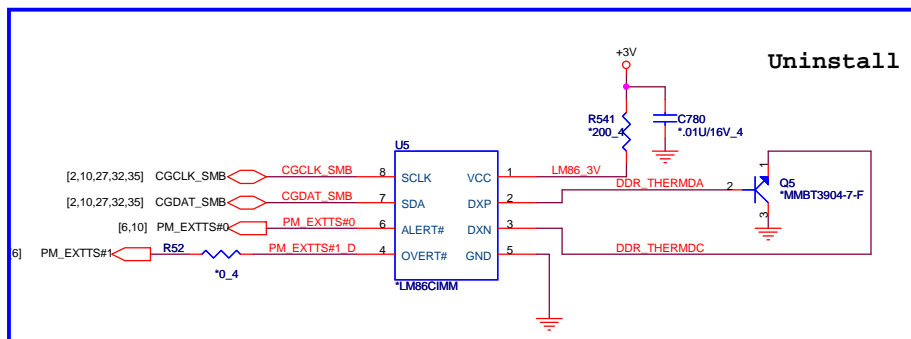 +3V
Uninstall
R541
*200_4
C780
*.01U/16V_4
U5
[2,10,27,32,35] CGCLK_SMB CGCLK_SMB 8 SCLK VCC 1 LM86_3V
[2,10,27,32,35] CGDAT_SMB CGDAT_SMB 7 SDA DXP 2 DDR_THERMDA 2 1 Q5
*MMBT3904-7-F
3
[6,10] PM_EXTTS#0 PM_EXTTS#0 6 ALERT# DXN 3 DDR_THERMDC
6] PM_EXTTS#1 R52 PM_EXTTS#1_D 4 OVERT# GND 5
*0_4
*LM86CIMM